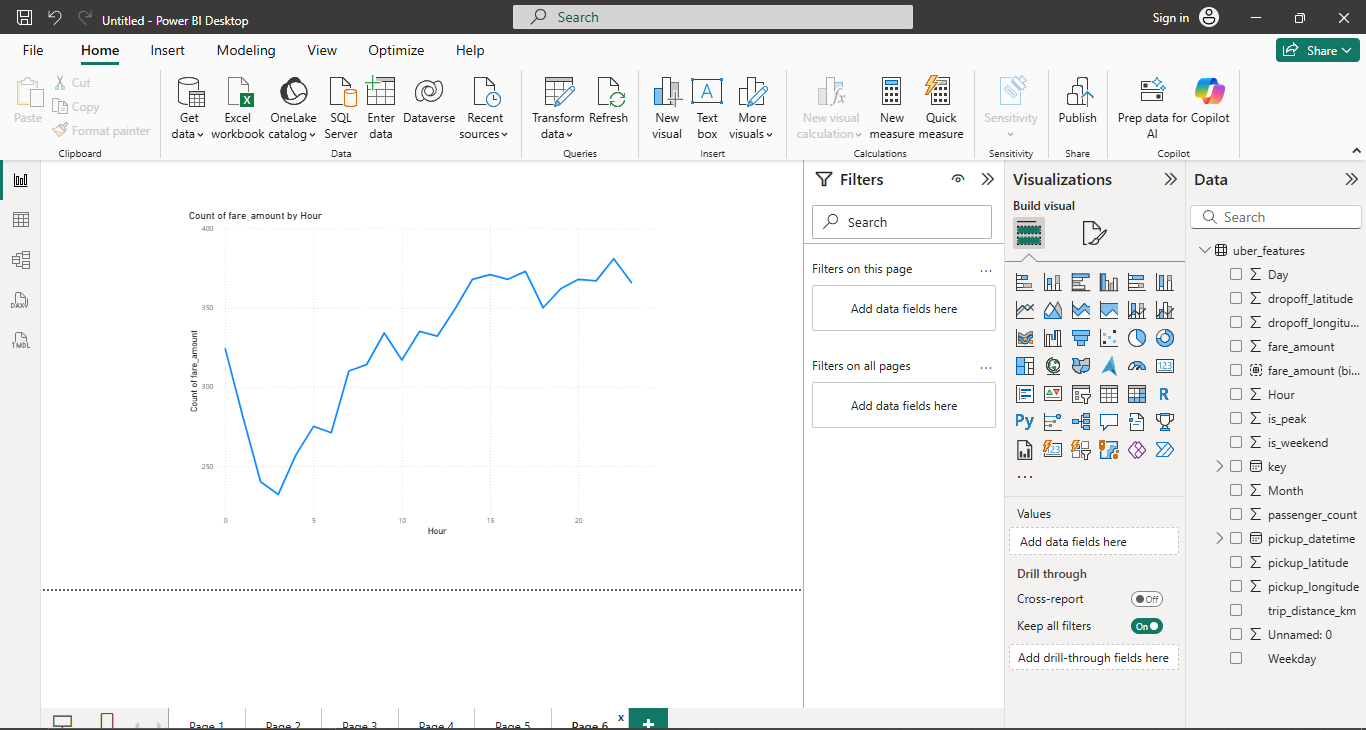 Untitled - Power BI Desktop
Search
Sign in
File
Home
Insert
Modeling
View
Optimize
Help
Share
Paste
Cut
Copy
Format painter
Clipboard
Get data
Excel workbook
OneLake catalog
SQL Server
Enter data
Dataverse
Recent sources
Data
Transform data
Refresh
Queries
New visual
Text box
More visuals
Insert
New visual calculation
New measure
Quick measure
Calculations
Sensitivity
Sensitivity
Publish
Share
Prep data for AI
Copilot
Copilot
DAX
TMDL
Count of fare_amount by Hour
400
350
300
250
Count of fare_amount
0
5
10
15
20
Hour
Page 1
Page 2
Page 3
Page 4
Page 5
Page 6
x
+
Filters
Search
Filters on this page
...
Add data fields here
Filters on all pages
...
Add data fields here
Visualizations
Build visual
123
R
Py
123
...
Values
Add data fields here
Drill through
Cross-report
Off
Keep all filters
On
Add drill-through fields here
Data
Search
uber_features
Day
dropoff_latitude
dropoff_longitu...
fare_amount
fare_amount (bi...
Hour
is_peak
is_weekend
key
Month
passenger_count
pickup_datetime
pickup_latitude
pickup_longitude
trip_distance_km
Unnamed: 0
Weekday